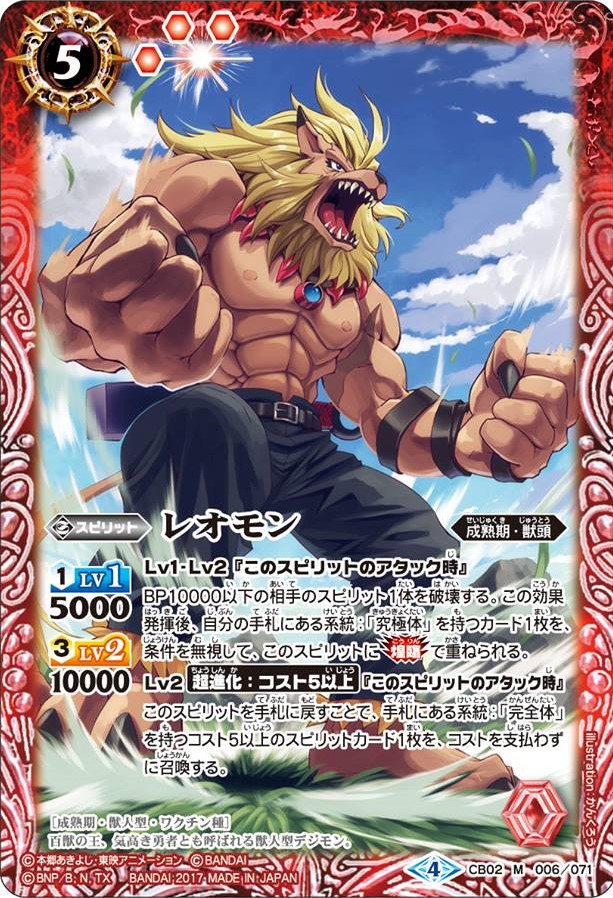 5
スピリット
レオモン
せいじゅくき じゅうとう
成熟期・獣頭
1 LV1
5000
3 LV2
10000
Lv1・Lv2『このスピリットのアタック時』
BP10000以下の相手のスピリット1体を破壊する。この効果
発揮後、自分の手札にある系統：「究極体」を持つカード1枚を、
条件を無視して、このスピリットに煌臨で重ねられる。
Lv2 超進化：コスト5以上『このスピリットのアタック時』
このスピリットを手札に戻すことで、手札にある系統：「完全体」
を持つコスト5以上のスピリットカード1枚を、コストを支払わず
に召喚する。
[成熟期・獣人型・ワクチン種]
百獣の王、気高き勇者とも呼ばれる獣人型デジモン。
illustration：かんくろう
©本郷あきよし・東映アニメーション ©BANDAI
©BNP/B; N, TX BANDAI 2017 MADE IN JAPAN
4 CB02 M 006/071